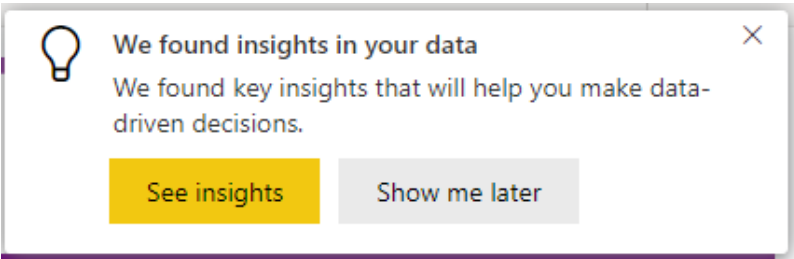 We found insights in your data
We found key insights that will help you make data-
driven decisions.
See insights
Show me later